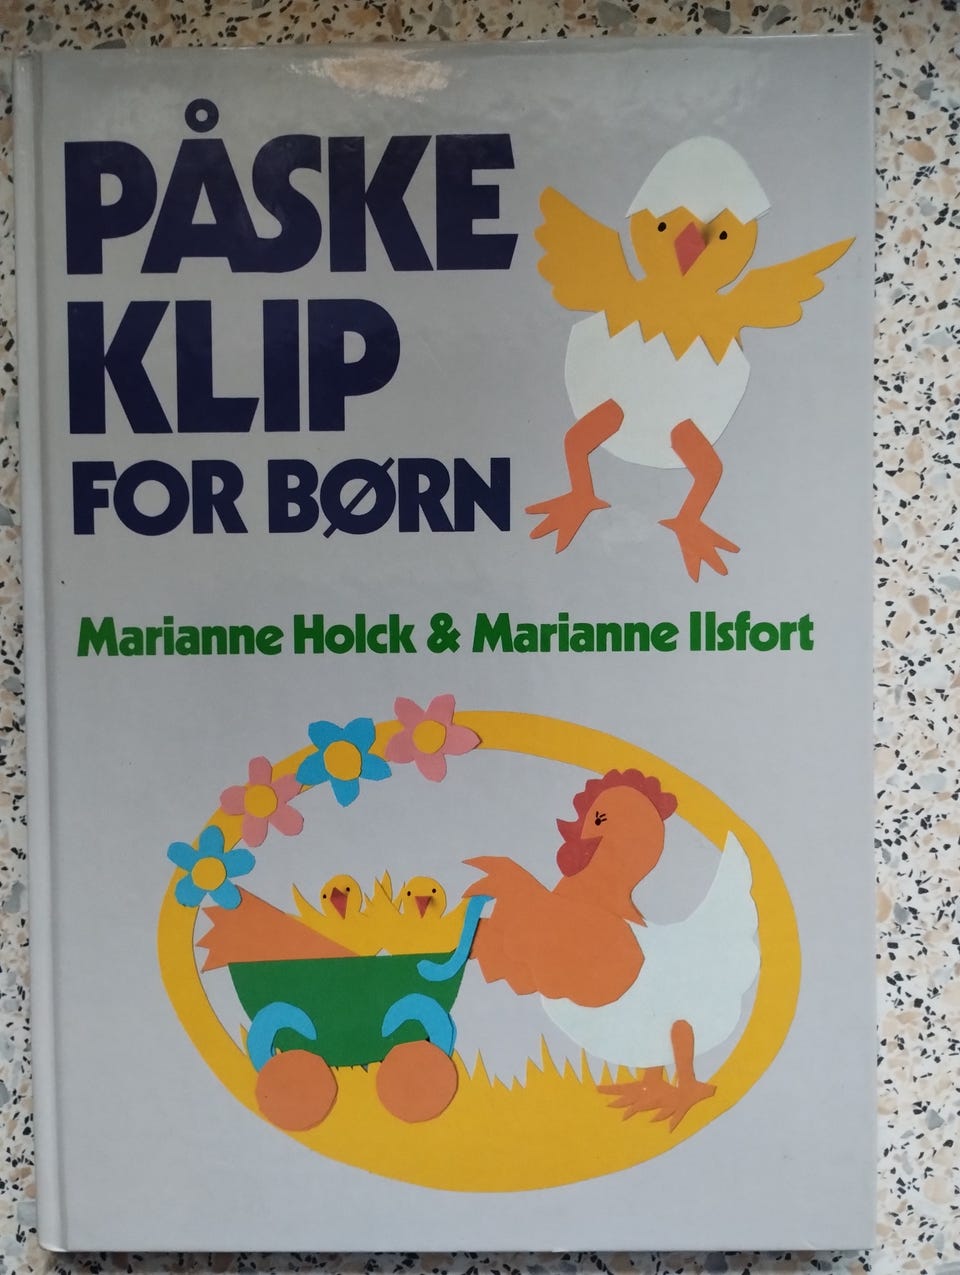 PÅSKE
KLIP
FOR BØRN
Marianne Holck & Marianne Ilsfort